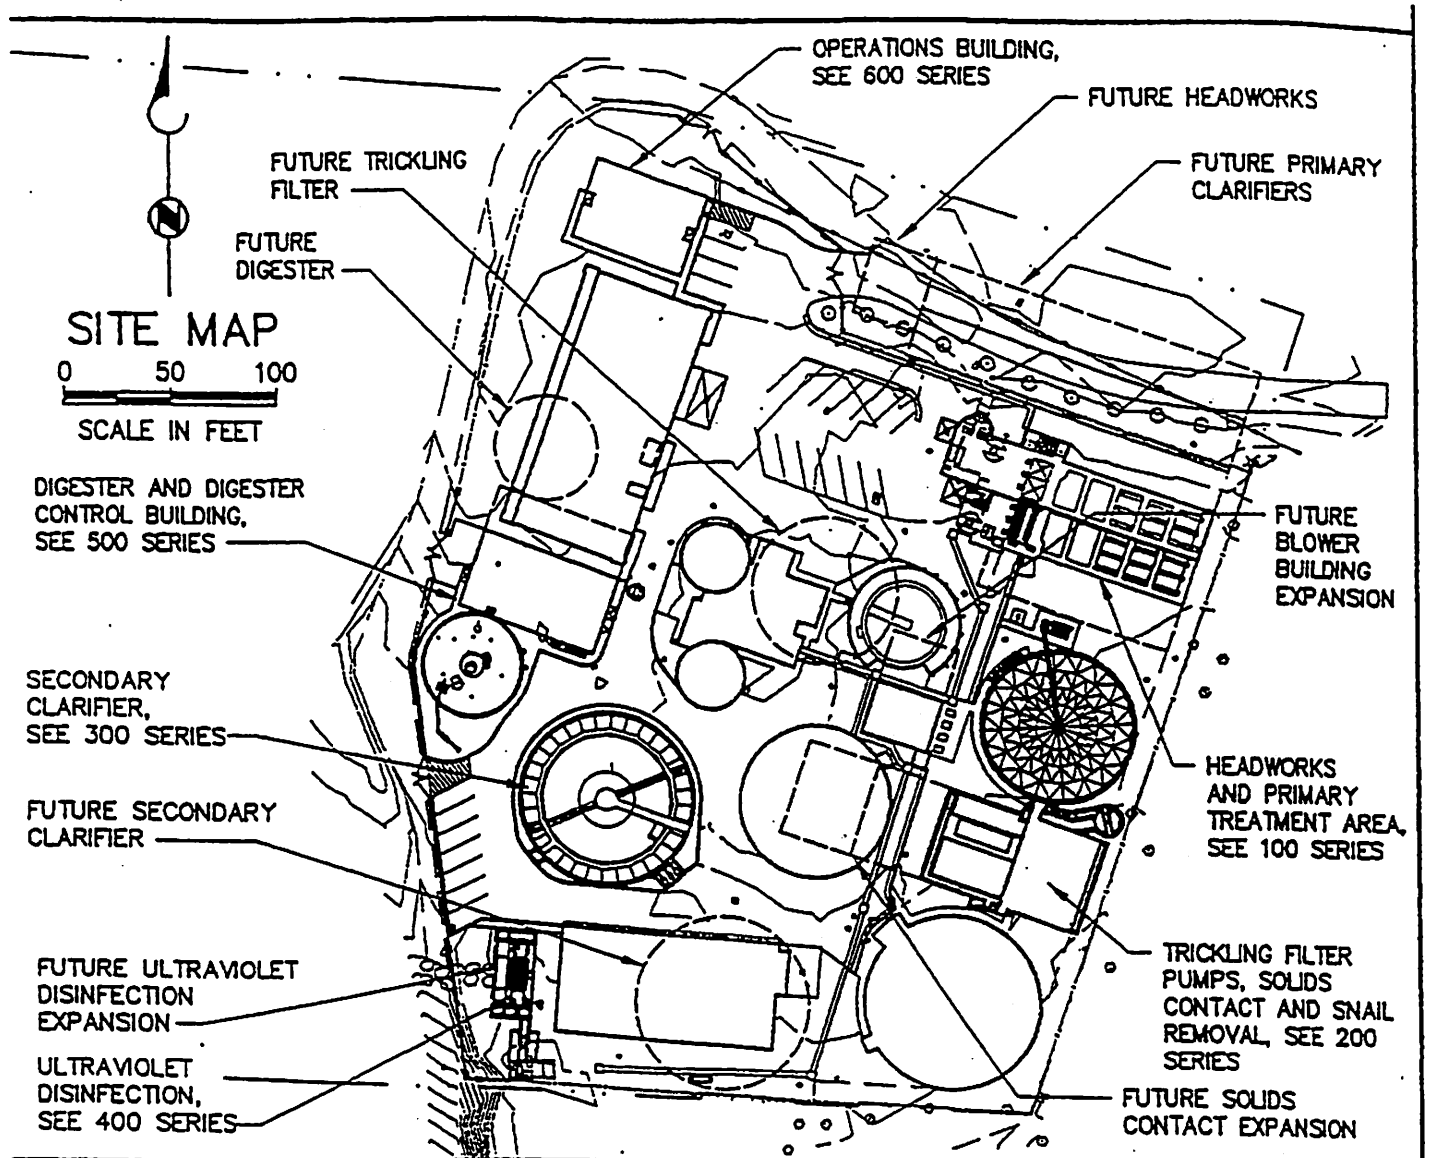 OPERATIONS BUILDING,
SEE 600 SERIES
FUTURE HEADWORKS
FUTURE TRICKLING
FILTER
FUTURE PRIMARY
CLARIFIERS
FUTURE
DIGESTER
N
SITE MAP
0 50 100
SCALE IN FEET
DIGESTER AND DIGESTER
CONTROL BUILDING,
SEE 500 SERIES
FUTURE
BLOWER
BUILDING
EXPANSION
SECONDARY
CLARIFIER,
SEE 300 SERIES
HEADWORKS
AND PRIMARY
TREATMENT AREA,
SEE 100 SERIES
FUTURE SECONDARY
CLARIFIER
FUTURE ULTRAVIOLET
DISINFECTION
EXPANSION
TRICKLING FILTER
PUMPS, SOLIDS
CONTACT AND SNAIL
REMOVAL, SEE 200
SERIES
ULTRAVIOLET
DISINFECTION,
SEE 400 SERIES
FUTURE SOLIDS
CONTACT EXPANSION